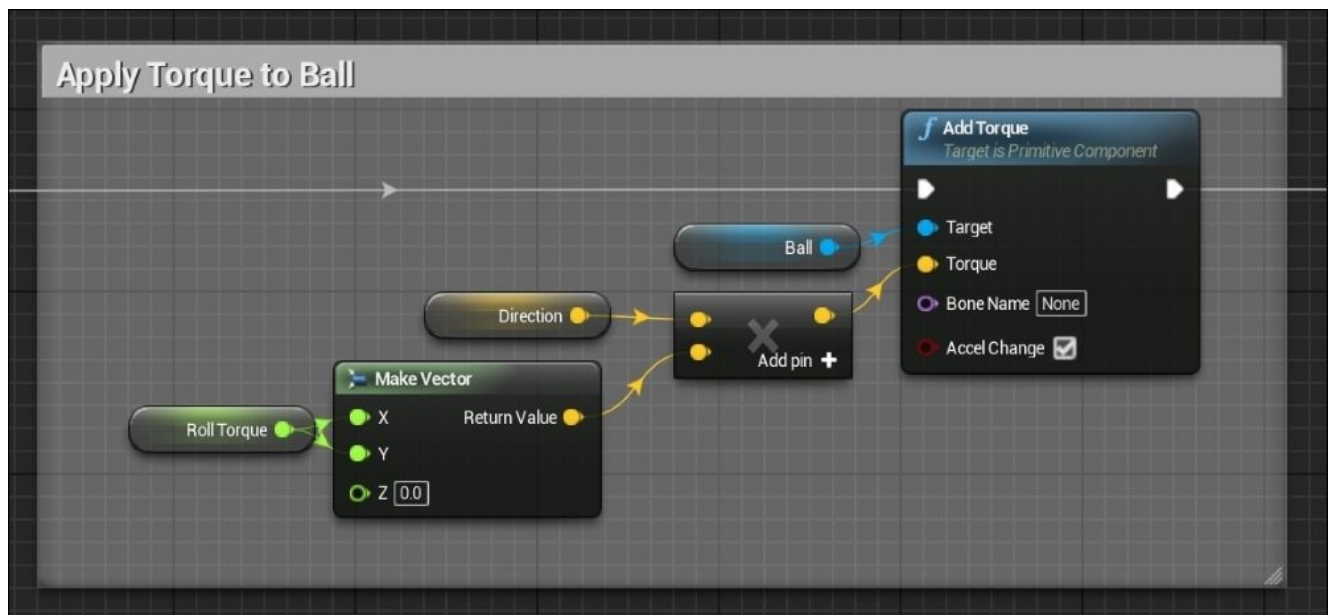 Apply Torque to Ball
f Add Torque
Target is Primitive Component
Ball
Target
Torque
Direction
Bone Name None
Add pin +
Accel Change
Make Vector
Roll Torque
X
Return Value
Y
Z 0.0